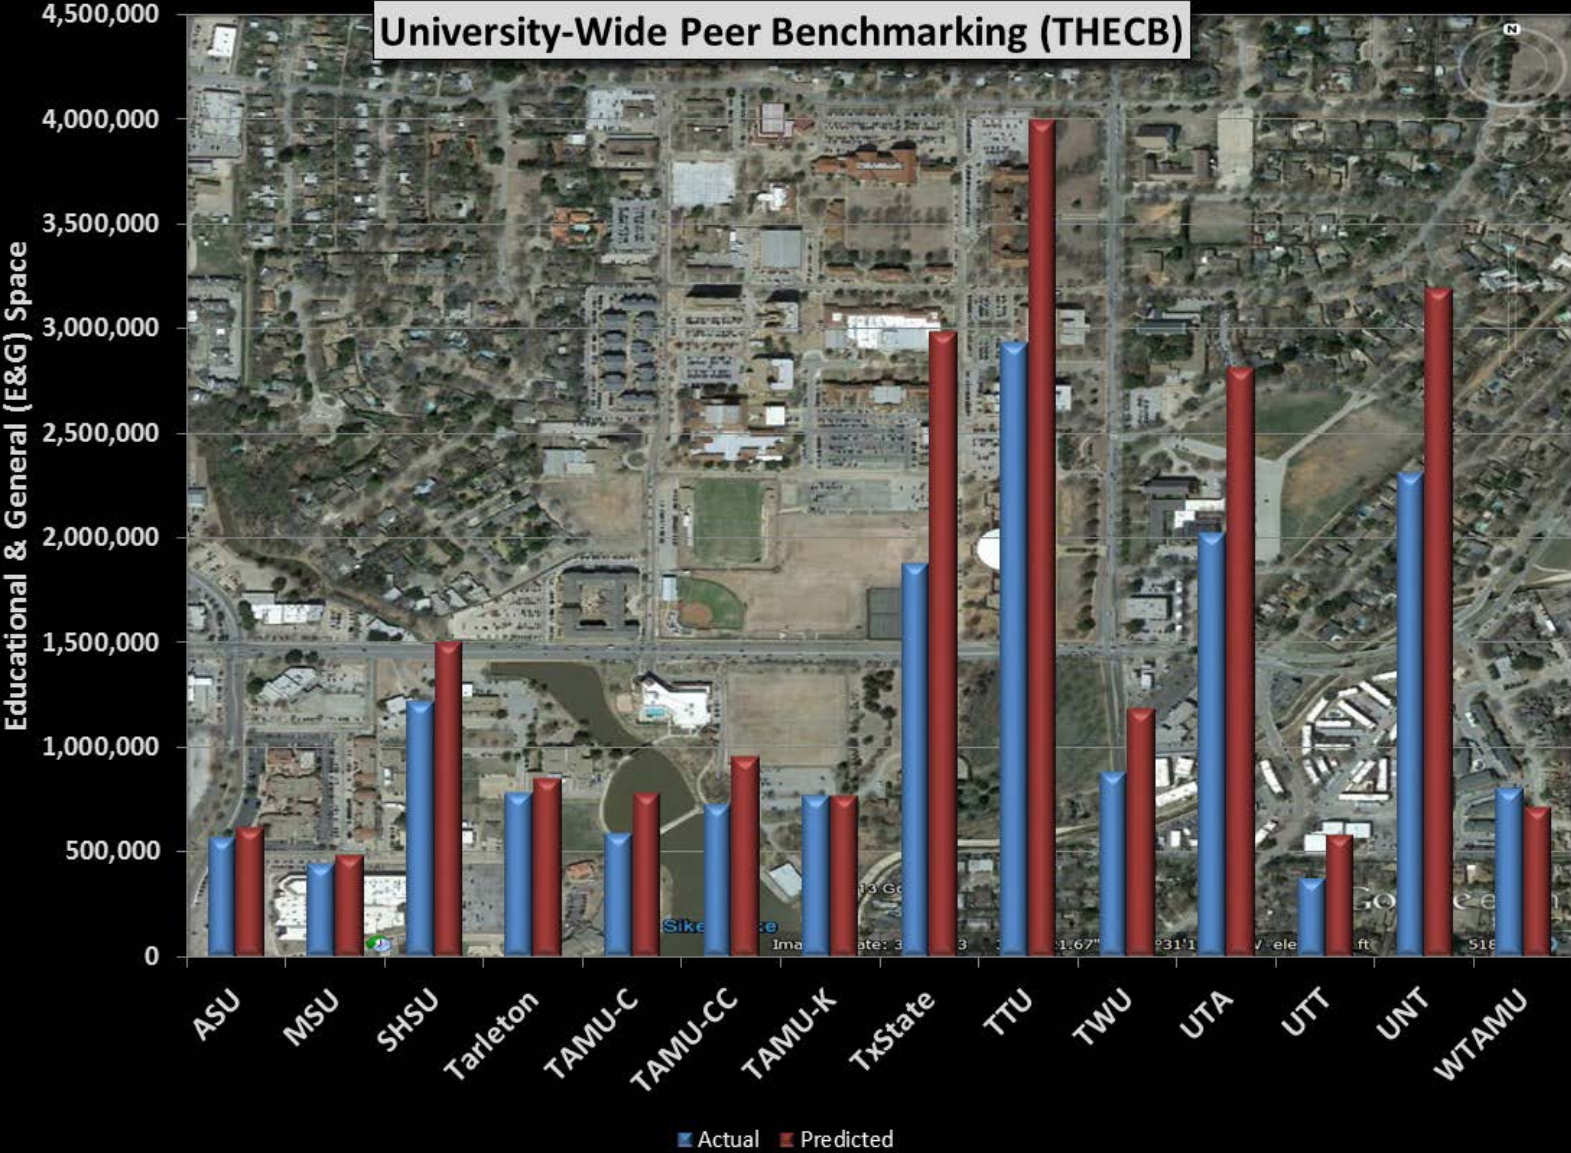 University-Wide Peer Benchmarking (THECB)
4,500,000
4,000,000
3,500,000
3,000,000
2,500,000
2,000,000
1,500,000
1,000,000
500,000
0
Educational & General (E&G) Space
N
ASU
MSU
SHSU
Tarleton
TAMU-C
TAMU-CC
TAMU-K
TxState
TTU
TWU
UTA
UTT
UNT
WTAMU
Actual
Predicted